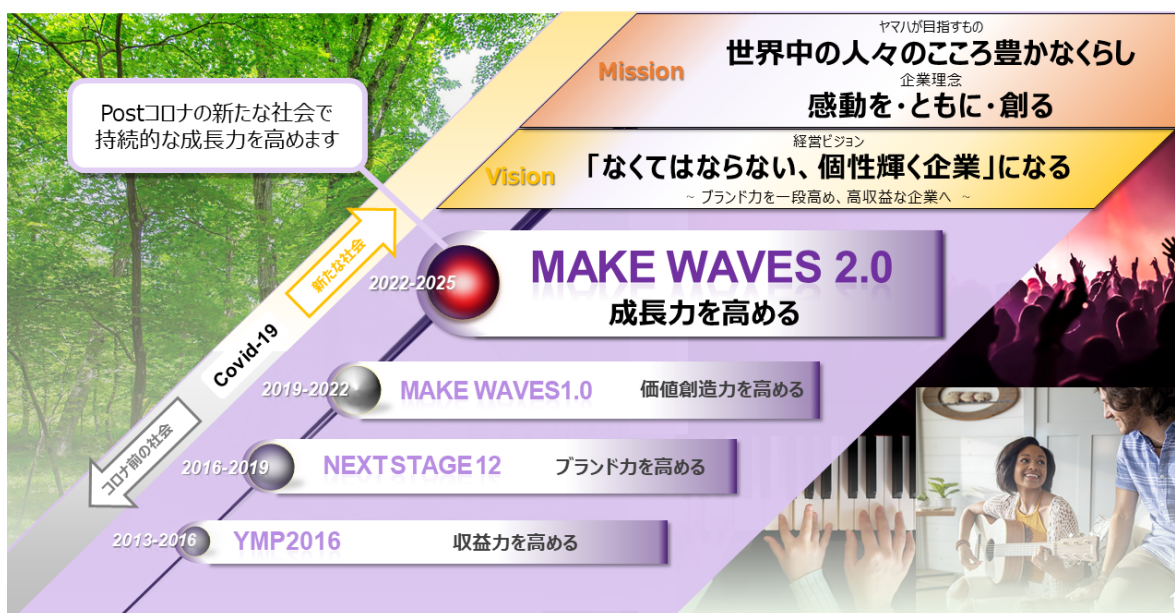 ヤマハが目指すもの
世界中の人々のこころ豊かなくらし
Mission
企業理念
感動を・ともに・創る
Postコロナの新たな社会で
持続的な成長力を高めます
経営ビジョン
Vision
「なくてはならない、個性輝く企業」になる
~ ブランド力を一段高め、高収益な企業へ ~
新たな社会
2022-2025
MAKE WAVES 2.0
成長力を高める
Covid-19
2019-2022
MAKE WAVES1.0
価値創造力を高める
コロナ前の社会
2016-2019
NEXT STAGE 12
ブランド力を高める
2013-2016
YMP2016
収益力を高める